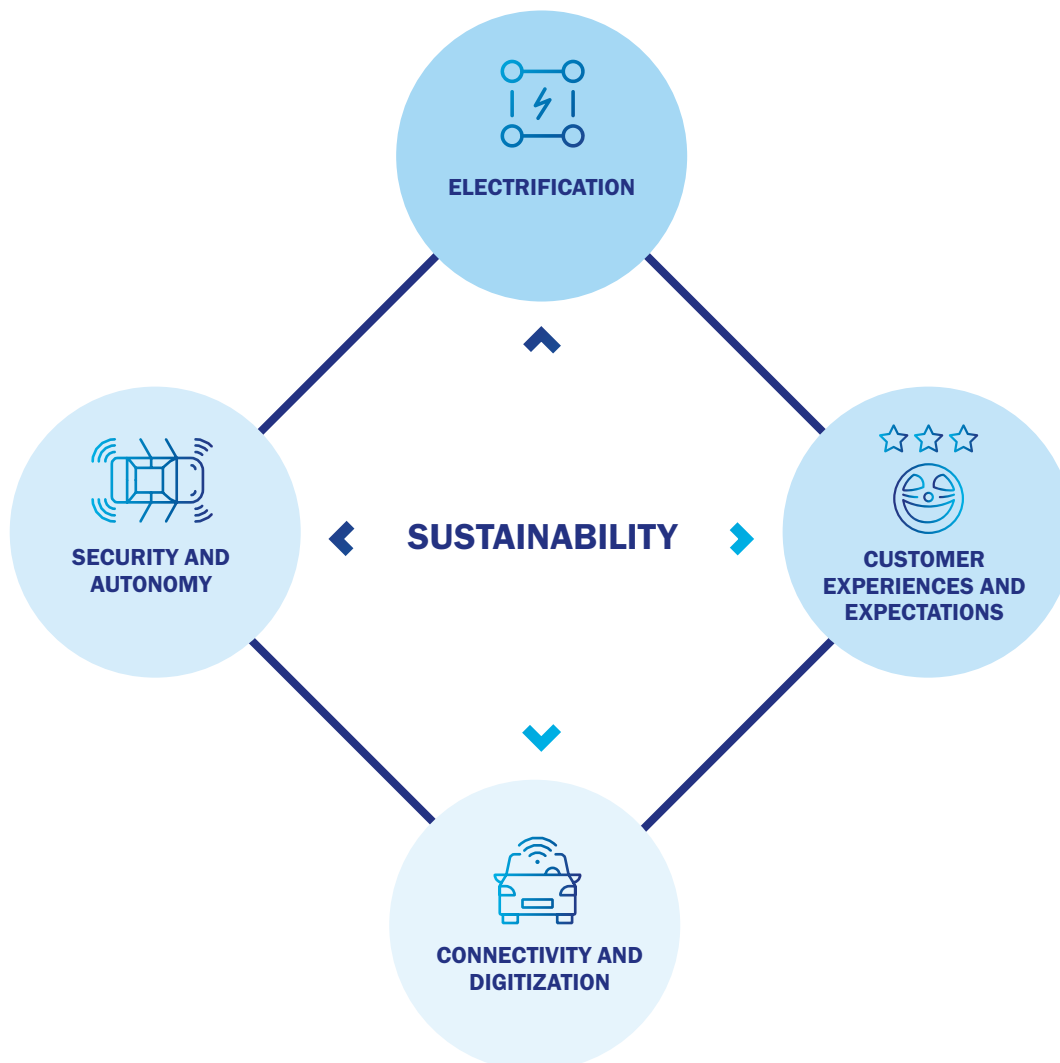 ELECTRIFICATION
SECURITY AND
AUTONOMY
SUSTAINABILITY
CUSTOMER
EXPERIENCES AND
EXPECTATIONS
CONNECTIVITY AND
DIGITIZATION